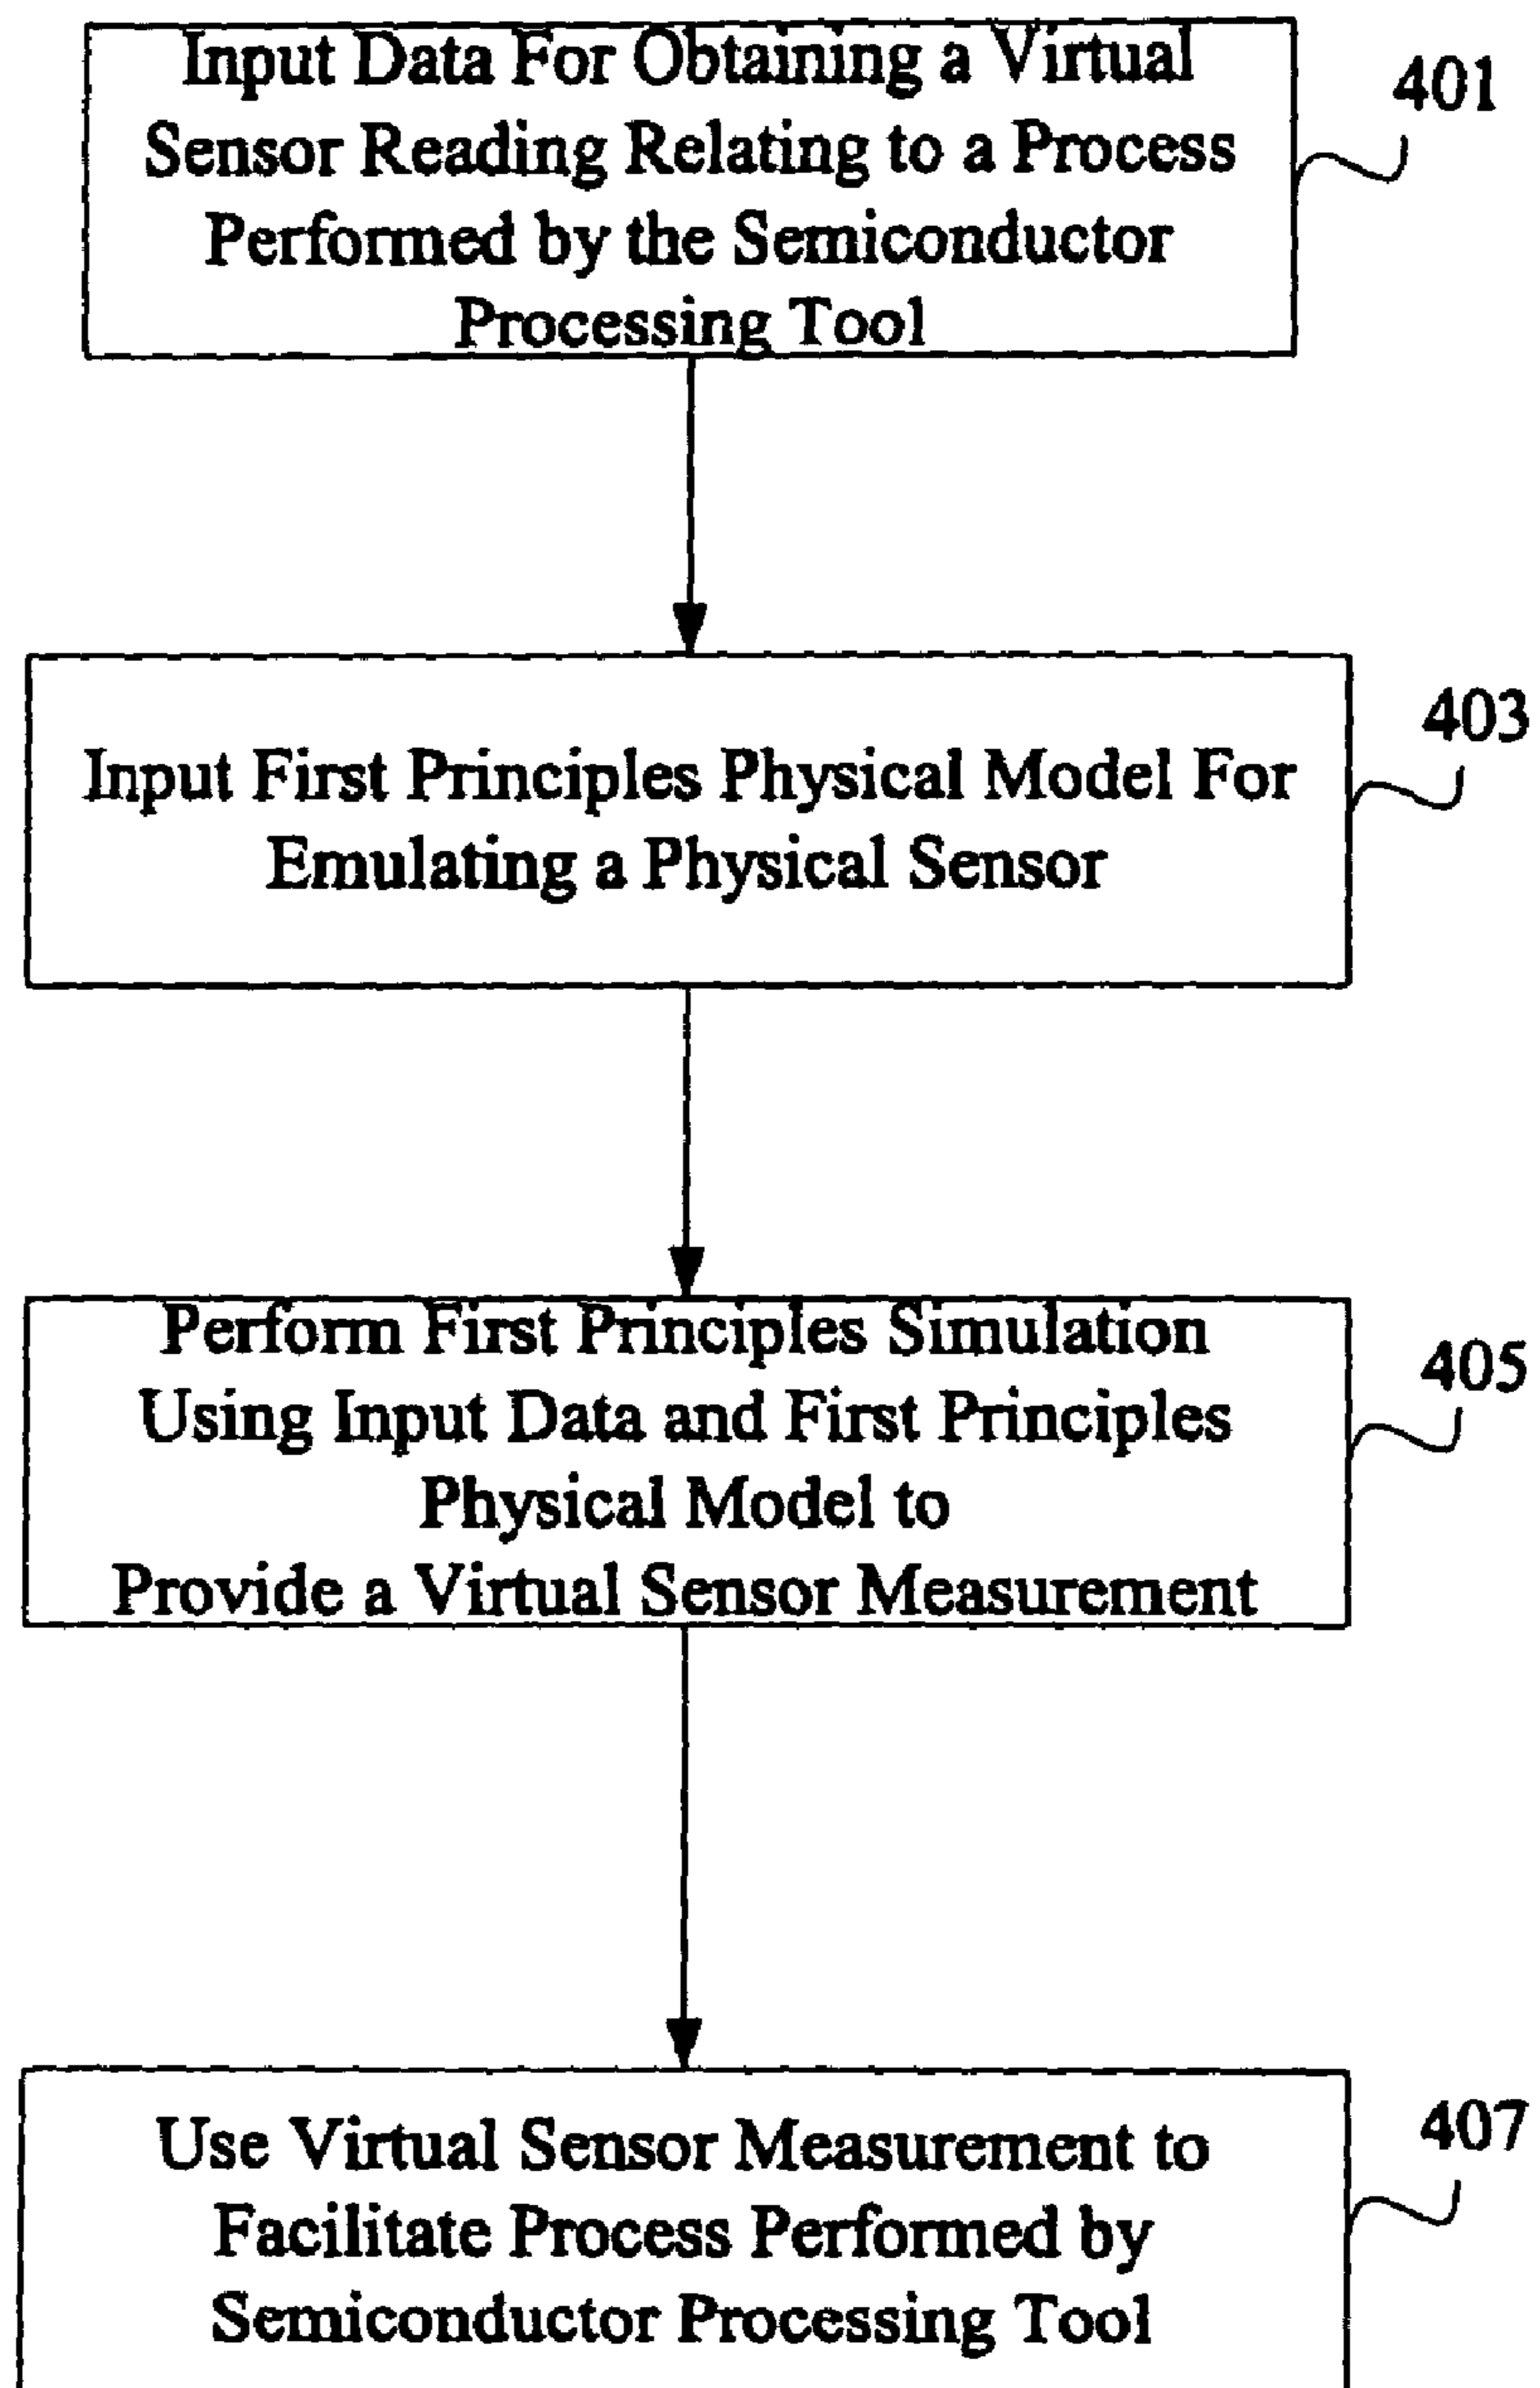 Input Data For Obtaining a Virtual
Sensor Reading Relating to a Process
Performed by the Semiconductor
Processing Tool
401
Input First Principles Physical Model For
Emulating a Physical Sensor
403
Perform First Principles Simulation
Using Input Data and First Principles
Physical Model to
Provide a Virtual Sensor Measurement
405
Use Virtual Sensor Measurement to
Facilitate Process Performed by
Semiconductor Processing Tool
407